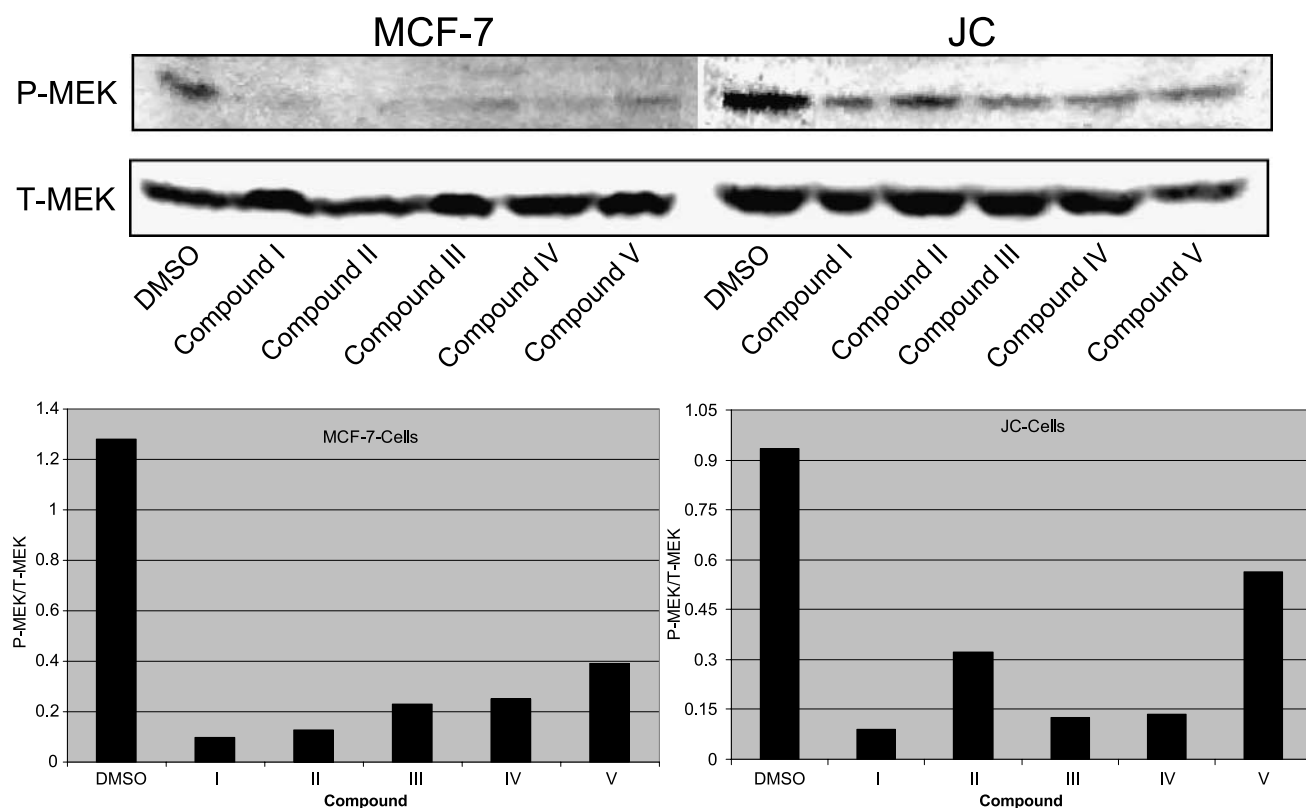 MCF-7 JC
P-MEK
T-MEK
DMSO Compound I Compound II Compound III Compound IV Compound V DMSO Compound I Compound II Compound III Compound IV Compound V
MCF-7-Cells
P-MEK/T-MEK
1.4
1.2
1
0.8
0.6
0.4
0.2
0
DMSO I II III IV V
Compound
JC-Cells
P-MEK/T-MEK
1.05
0.9
0.75
0.6
0.45
0.3
0.15
0
DMSO I II III IV V
Compound